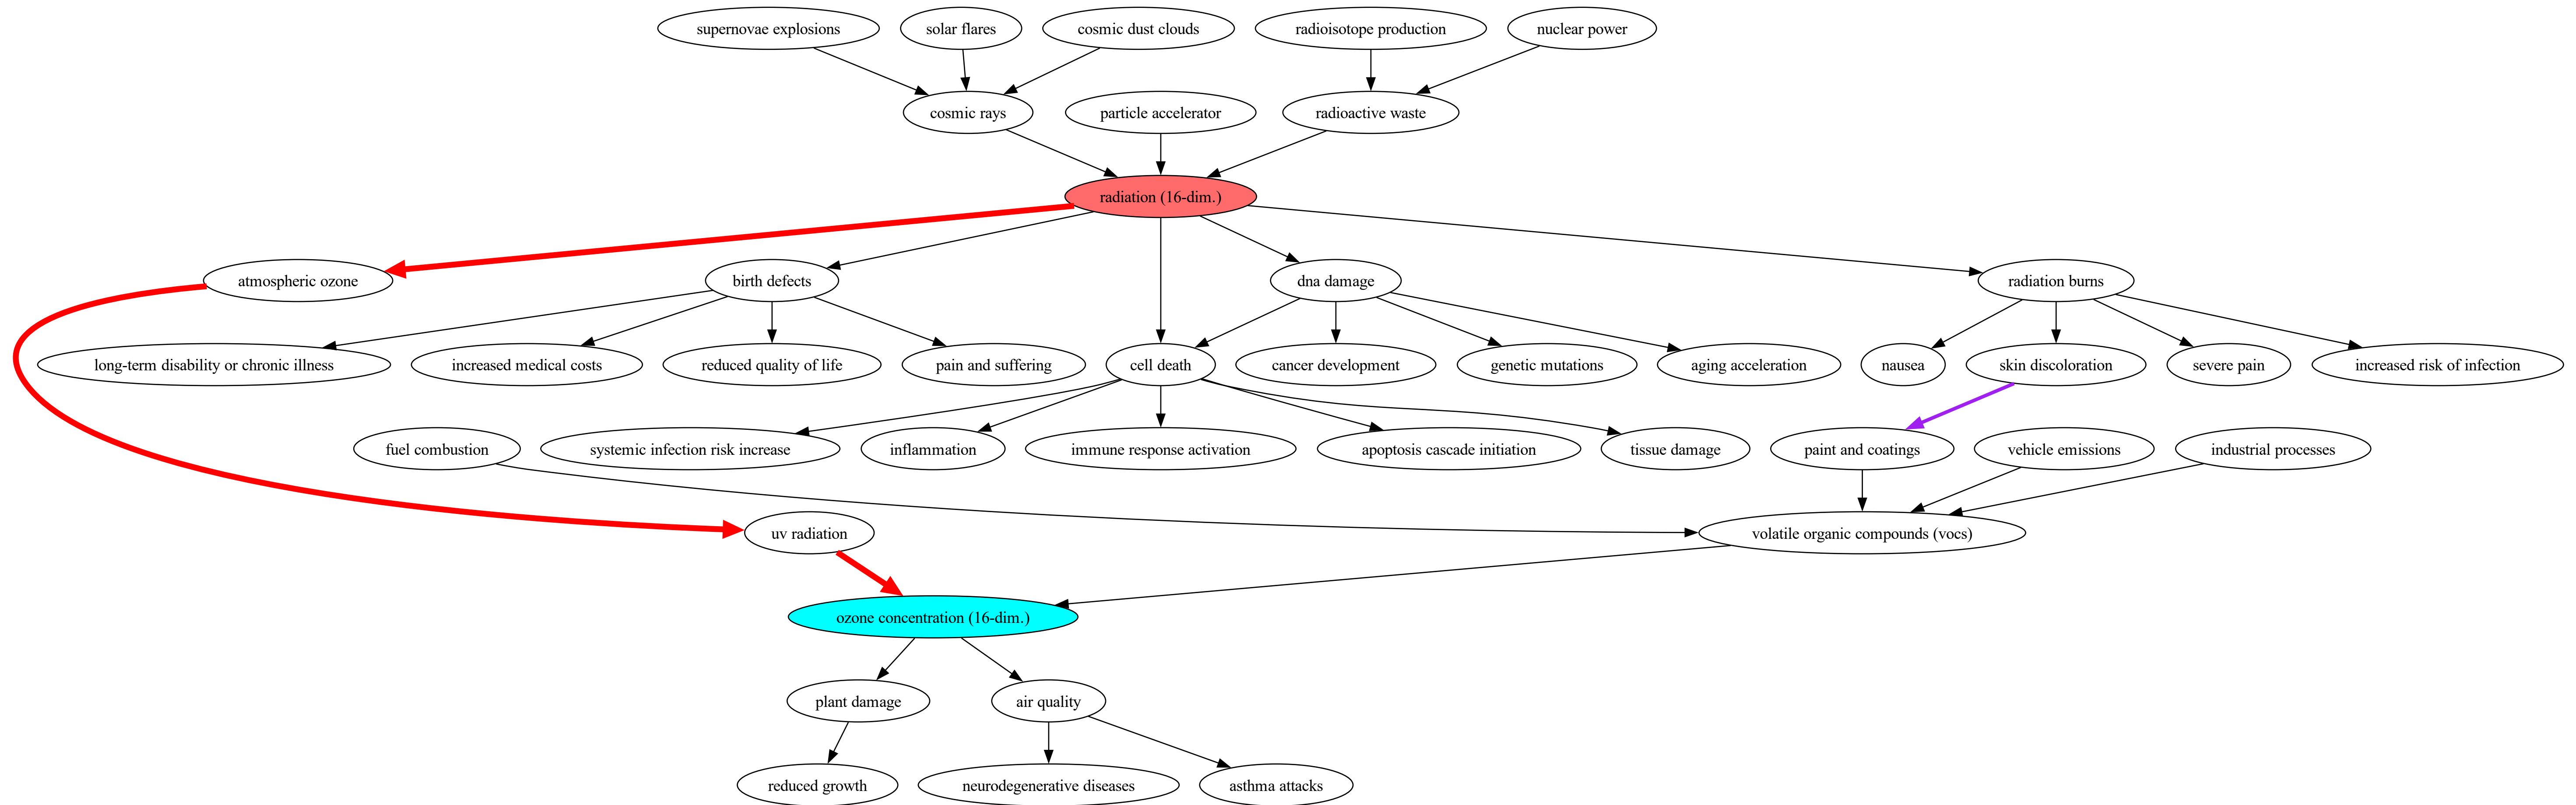 supernovae explosions
solar flares
cosmic dust clouds
radioisotope production
nuclear power
cosmic rays
particle accelerator
radioactive waste
radiation (16-dim.)
atmospheric ozone
birth defects
dna damage
radiation burns
long-term disability or chronic illness
increased medical costs
reduced quality of life
pain and suffering
cell death
cancer development
genetic mutations
aging acceleration
nausea
skin discoloration
severe pain
increased risk of infection
fuel combustion
systemic infection risk increase
inflammation
immune response activation
apoptosis cascade initiation
tissue damage
paint and coatings
vehicle emissions
industrial processes
uv radiation
volatile organic compounds (vocs)
ozone concentration (16-dim.)
plant damage
air quality
reduced growth
neurodegenerative diseases
asthma attacks